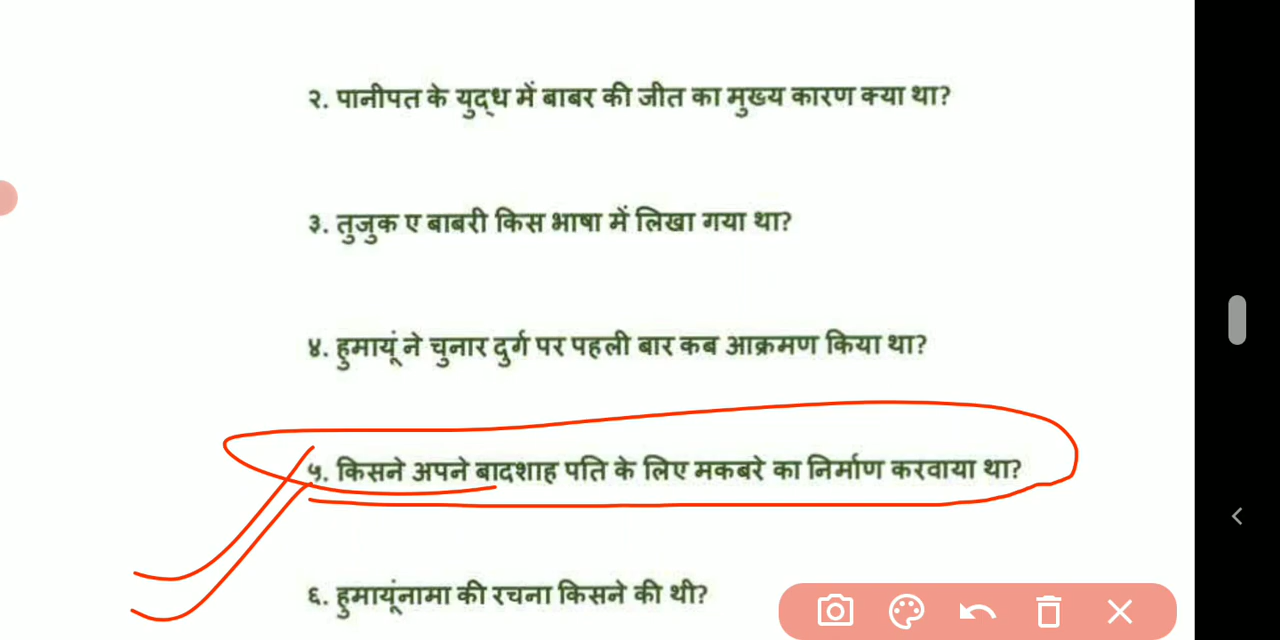 २. पानीपत के युद्ध में बाबर की जीत का मुख्य कारण क्या था?
३. तुजुक ए बाबरी किस भाषा में लिखा गया था?
४. हुमायूं ने चुनार दुर्ग पर पहली बार कब आक्रमण किया था?
५. किसने अपने बादशाह पति के लिए मकबरे का निर्माण करवाया था?
६. हुमायूंनामा की रचना किसने की थी?